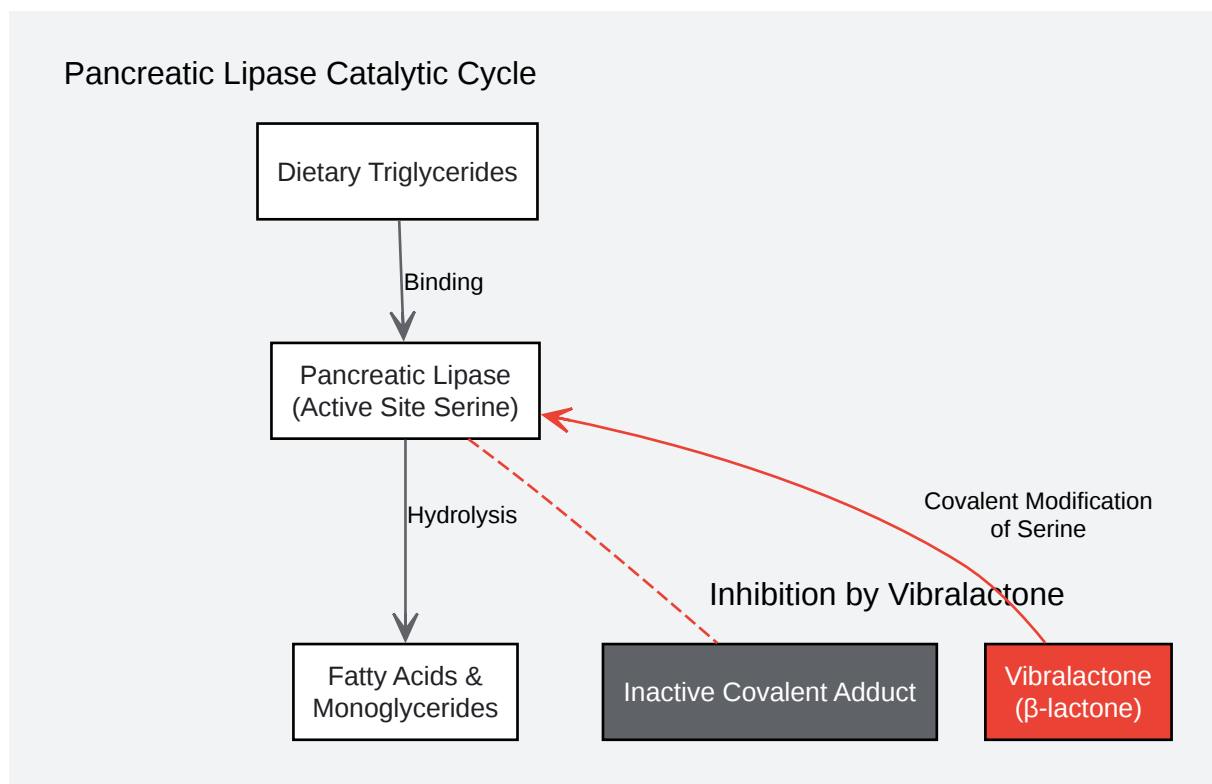 Pancreatic Lipase Catalytic Cycle
Dietary Triglycerides
Binding
Pancreatic Lipase
(Active Site Serine)
Hydrolysis
Covalent Modification
of Serine
Inhibition by Vibralactone
Fatty Acids &
Monoglycerides
Inactive Covalent Adduct
Vibralactone
(β-lactone)